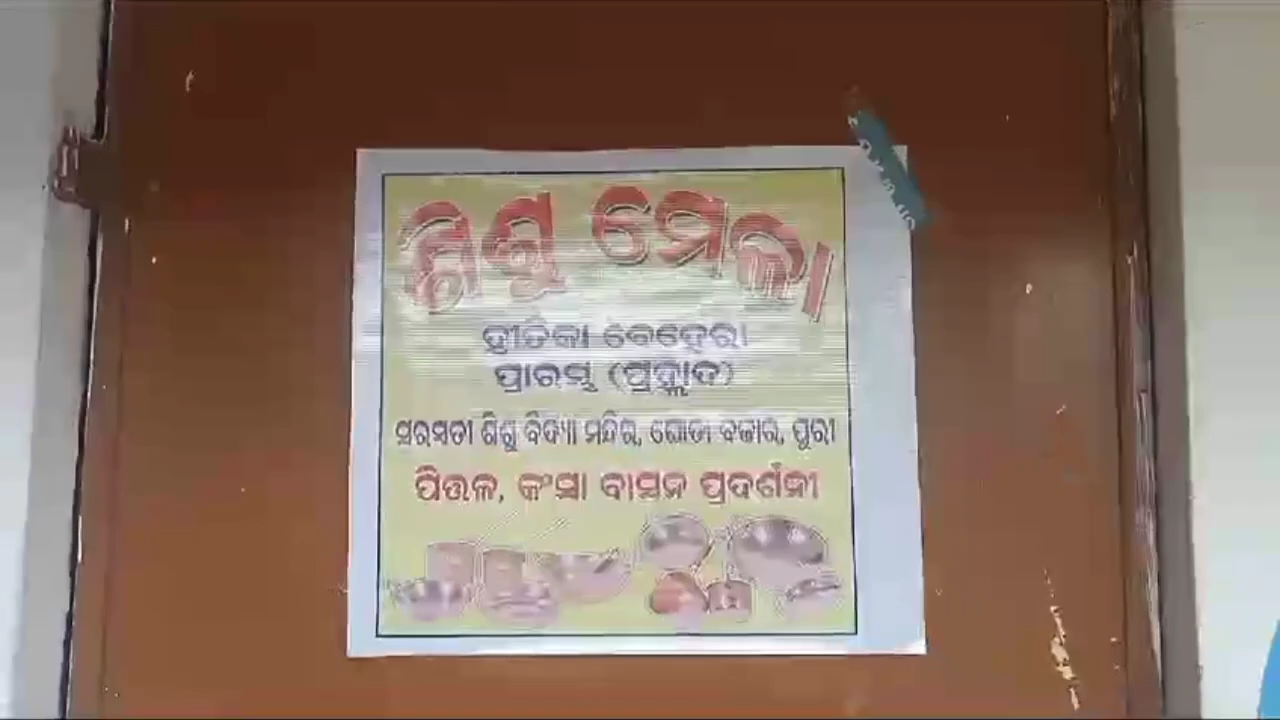 ଶିଶୁ ମେଳା
ହ୍ରୀତିକା ବେହେରା
ପ୍ରାରମ୍ଭ (ପ୍ରହ୍ଲାଦ)
ସରସ୍ୱତୀ ଶିଶୁ ବିଦ୍ୟା ମନ୍ଦିର, ଘୋଡା ବଜାର, ପୁରୀ
ପିତ୍ତଳ, କଂସା ବାସନ ପ୍ରଦର୍ଶନୀ